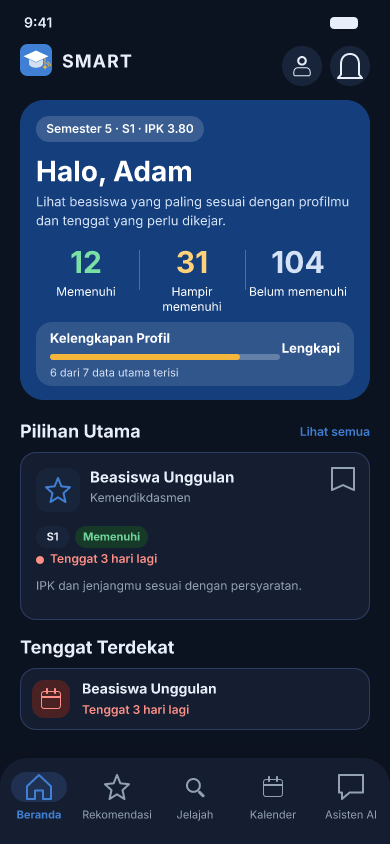 9:41
SMART
Semester 5 · S1 · IPK 3.80
Halo, Adam
Lihat beasiswa yang paling sesuai dengan profilmu
dan tenggat yang perlu dikejar.
12
Memenuhi
31
Hampir
memenuhi
104
Belum memenuhi
Kelengkapan Profil
Lengkapi
6 dari 7 data utama terisi
Pilihan Utama
Lihat semua
Beasiswa Unggulan
Kemendikdasmen
S1
Memenuhi
Tenggat 3 hari lagi
IPK dan jenjangmu sesuai dengan persyaratan.
Tenggat Terdekat
Beasiswa Unggulan
Tenggat 3 hari lagi
Beranda
Rekomendasi
Jelajah
Kalender
Asisten AI